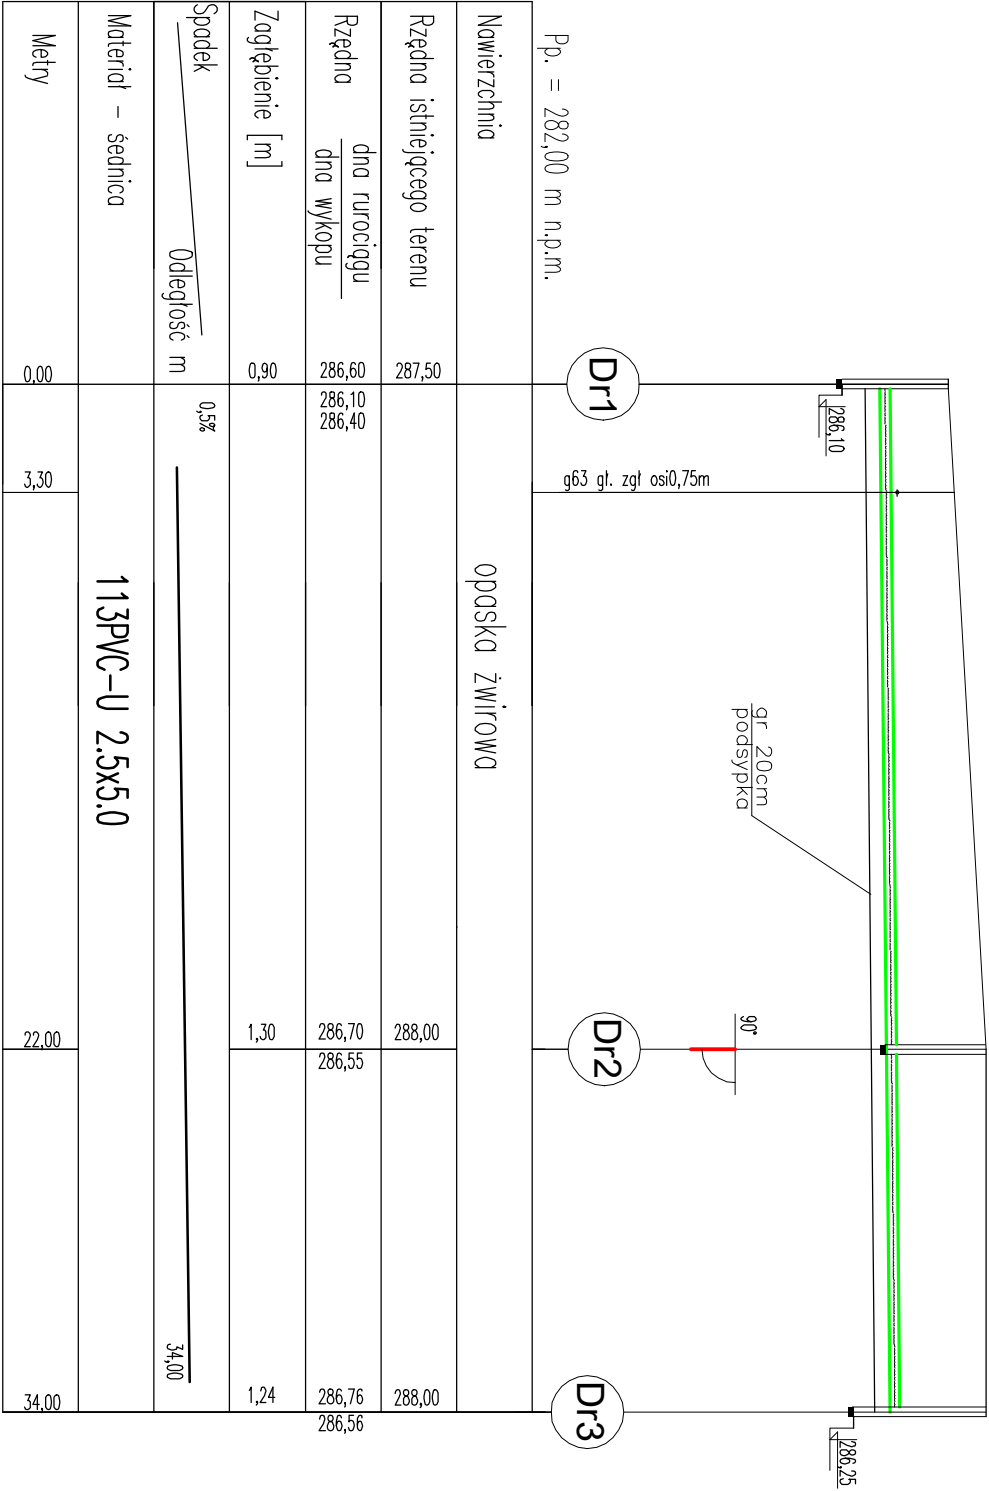 Pp. = 282,00 m n.p.m.
Dr1
Dr2
Dr3
286,10
286,25
g63 gł. zgł osi0,75m
gr 20cm
podsypka
90°
Nawierzchnia
opaska żwirowa
Rzędna istniejącego terenu
287,50
288,00
288,00
Rzędna
dna rurociągu
dna wykopu
286,60
286,10
286,40
286,70
286,55
286,76
286,56
Zagłębienie [m]
0,90
1,30
1,24
Spadek
Odległość m
0,5%
34,00
Materiał - średnica
113PVC-U 2.5x5.0
Metry
0,00
3,30
22,00
34,00